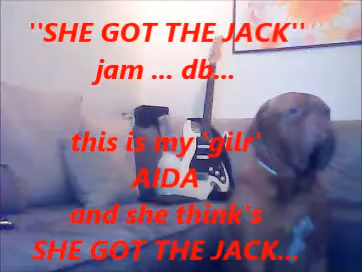 ''SHE GOT THE JACK''
jam ... db...
this is my 'gilr'
AIDA
and she think's
SHE GOT THE JACK...